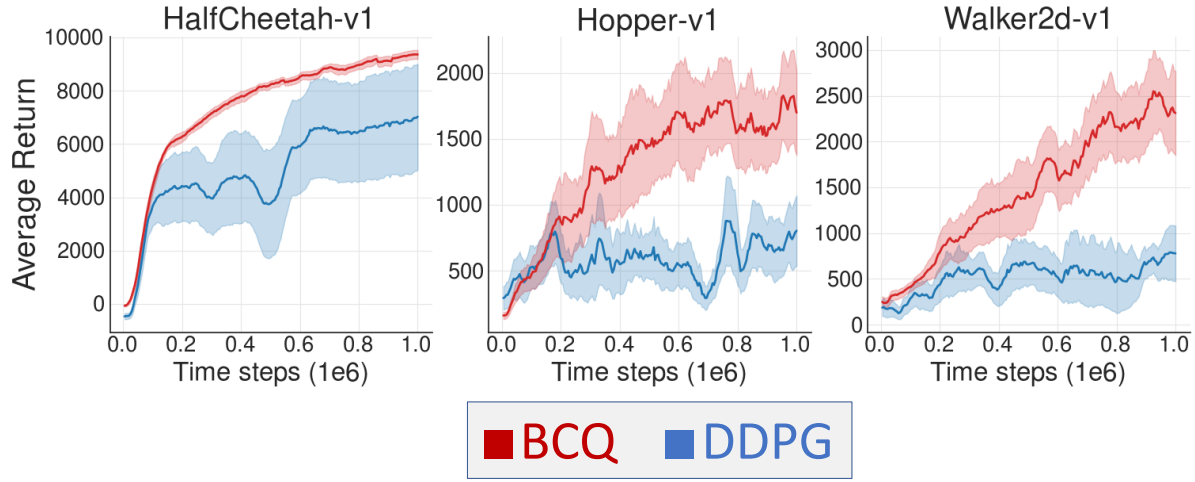 HalfCheetah-v1
Hopper-v1
Walker2d-v1
Average Return
10000
8000
6000
4000
2000
0
0.0 0.2 0.4 0.6 0.8 1.0
Time steps (1e6)
2000
1500
1000
500
0.0 0.2 0.4 0.6 0.8 1.0
Time steps (1e6)
3000
2500
2000
1500
1000
500
0
0.0 0.2 0.4 0.6 0.8 1.0
Time steps (1e6)
BCQ DDPG